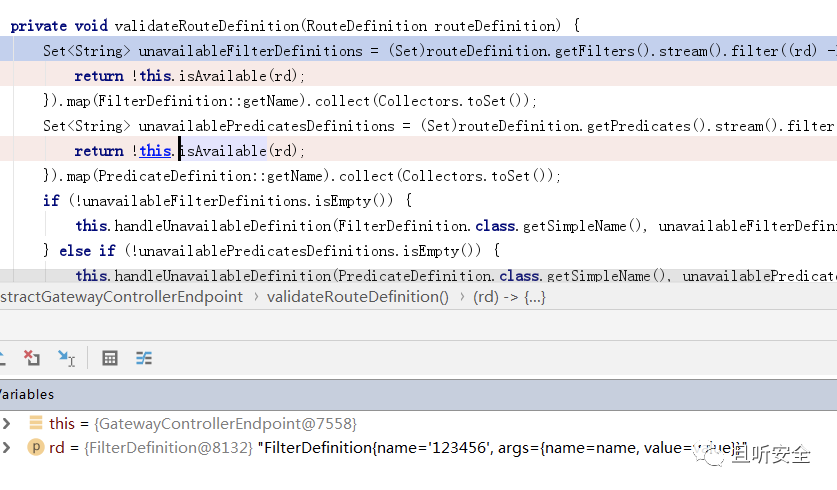 private void validateRouteDefinition(RouteDefinition routeDefinition) {
Set<String> unavailableFilterDefinitions = (Set)routeDefinition.getFilters().stream().filter((rd) -
return !this.isAvailable(rd);
}).map(FilterDefinition::getName).collect(Collectors.toSet());
Set<String> unavailablePredicatesDefinitions = (Set)routeDefinition.getPredicates().stream().filter
return !this.isAvailable(rd);
}).map(PredicateDefinition::getName).collect(Collectors.toSet());
if (!unavailableFilterDefinitions.isEmpty()) {
this.handleUnavailableDefinition(FilterDefinition.class.getSimpleName(), unavailableFilterDefini
} else if (!unavailablePredicatesDefinitions.isEmpty()) {
this.handleUnavailableDefinition(PredicateDefinition.class.getSimpleName(), unavailablePredicate
stractGatewayControllerEndpoint › validateRouteDefinition() › (rd) -> {...}
Variables
this = {GatewayControllerEndpoint@7558}
p rd = {FilterDefinition@8132} "FilterDefinition{name='123456', args={name=name, value=value}}"
且听安全